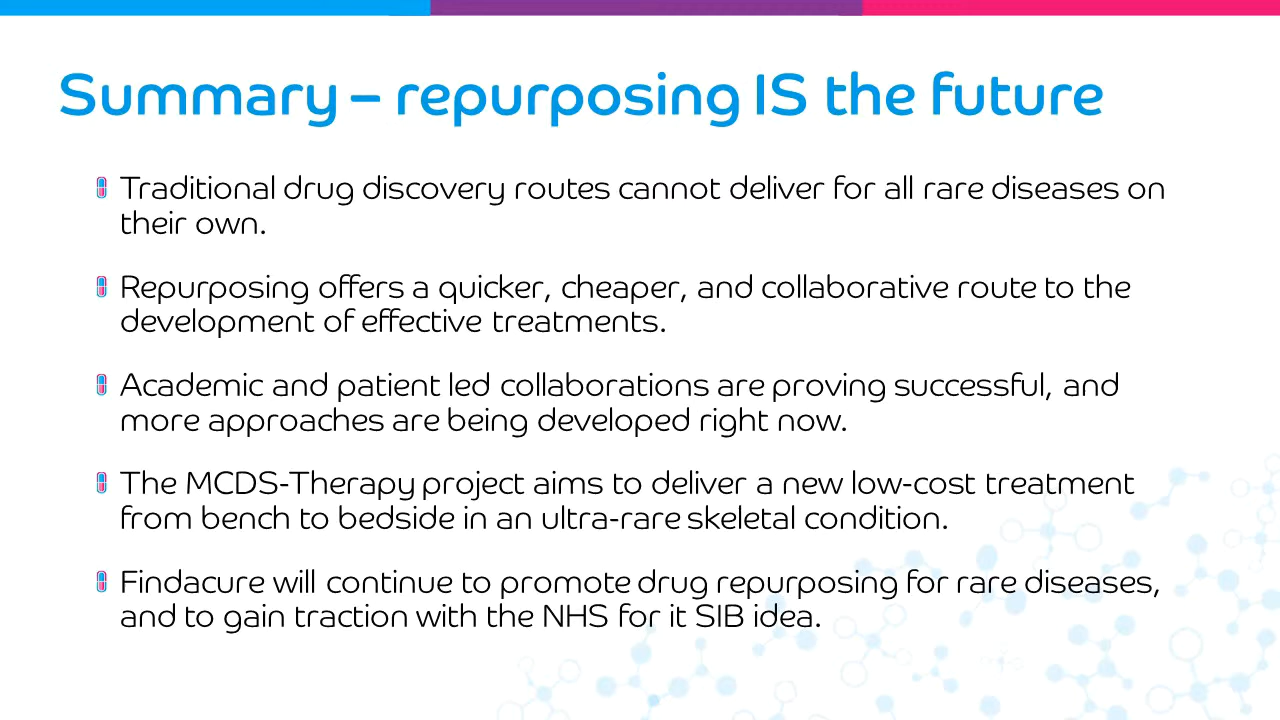 Summary – repurposing IS the future
Traditional drug discovery routes cannot deliver for all rare diseases on
their own.
Repurposing offers a quicker, cheaper, and collaborative route to the
development of effective treatments.
Academic and patient led collaborations are proving successful, and
more approaches are being developed right now.
The MCDS-Therapy project aims to deliver a new low-cost treatment
from bench to bedside in an ultra-rare skeletal condition.
Findacure will continue to promote drug repurposing for rare diseases,
and to gain traction with the NHS for it SIB idea.